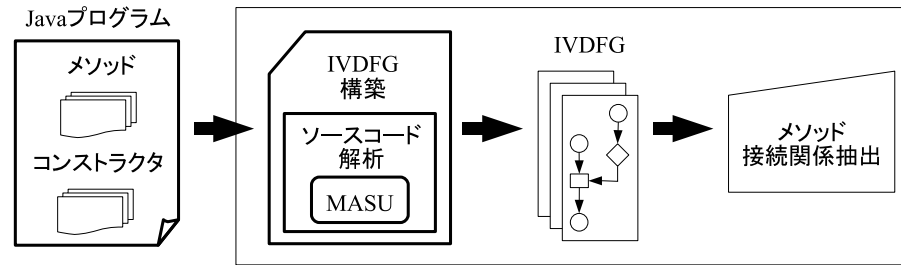 Javaプログラム
メソッド
コンストラクタ
IVDFG
構築
ソースコード
解析
MASU
IVDFG
メソッド
接続関係抽出